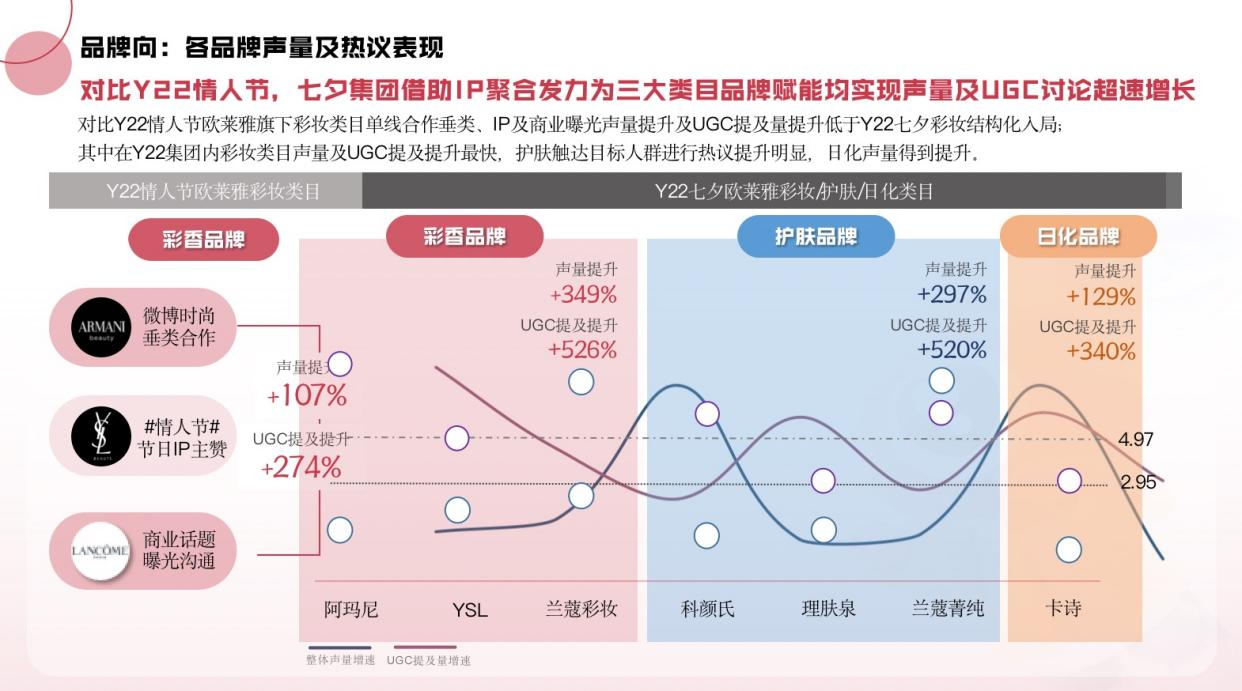 品牌向：各品牌声量及热议表现
对比Y22情人节，七夕集团借助IP聚合发力为三大类目品牌赋能均实现声量及UGC讨论超速增长
对比Y22情人节欧莱雅旗下彩妆类目单线合作垂类、IP及商业曝光声量提升及UGC提及量提升低于Y22七夕彩妆结构化入局；
其中在Y22集团内彩妆类目声量及UGC提及提升最快，护肤触达目标人群进行热议提升明显，日化声量得到提升。
Y22情人节欧莱雅彩妆类目
Y22七夕欧莱雅彩妆/护肤/日化类目
彩香品牌
彩香品牌
护肤品牌
日化品牌
声量提升
+349%
UGC提及提升
+526%
声量提升
+297%
UGC提及提升
+520%
声量提升
+129%
UGC提及提升
+340%
ARMANI
beauty
微博时尚
垂类合作
声量提
+107%
YSL
#情人节#
节日IP主赞
UGC提及提升
+274%
LANCÔME
商业话题
曝光沟通
4.97
2.95
阿玛尼
YSL
兰蔻彩妆
科颜氏
理肤泉
兰蔻菁纯
卡诗
整体声量增速
UGC提及量增速